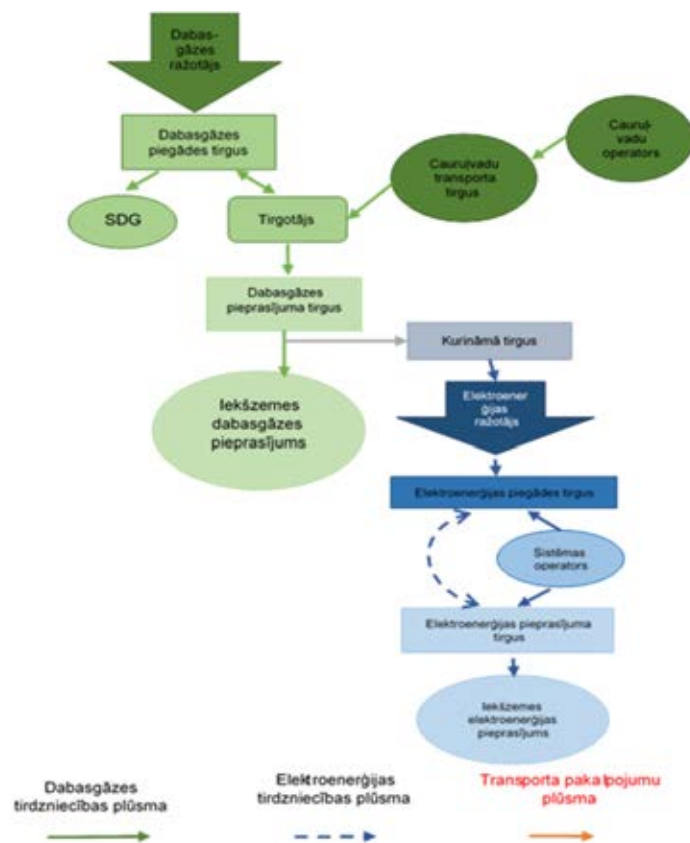 Dabas-
gāzes
ražotājs
Dabasgāzes
piegādes tirgus
Cauruļ-
vadu
operators
Cauruļvadu
transporta
tirgus
SDG
Tirgotājs
Dabasgāzes
pieprasījuma tirgus
Kurināmā tirgus
Iekšzemes
dabasgāzes
pieprasījums
Elektroener
ģijas
ražotājs
Elektroenerģijas piegādes tirgus
Sistēmas
operators
Elektroenerģijas pieprasījuma
tirgus
Iekšzemes
elektroenerģijas
pieprasījums
Dabasgāzes
tirdzniecības plūsma
Elektroenerģijas
tirdzniecības plūsma
Transporta pakalpojumu
plūsma